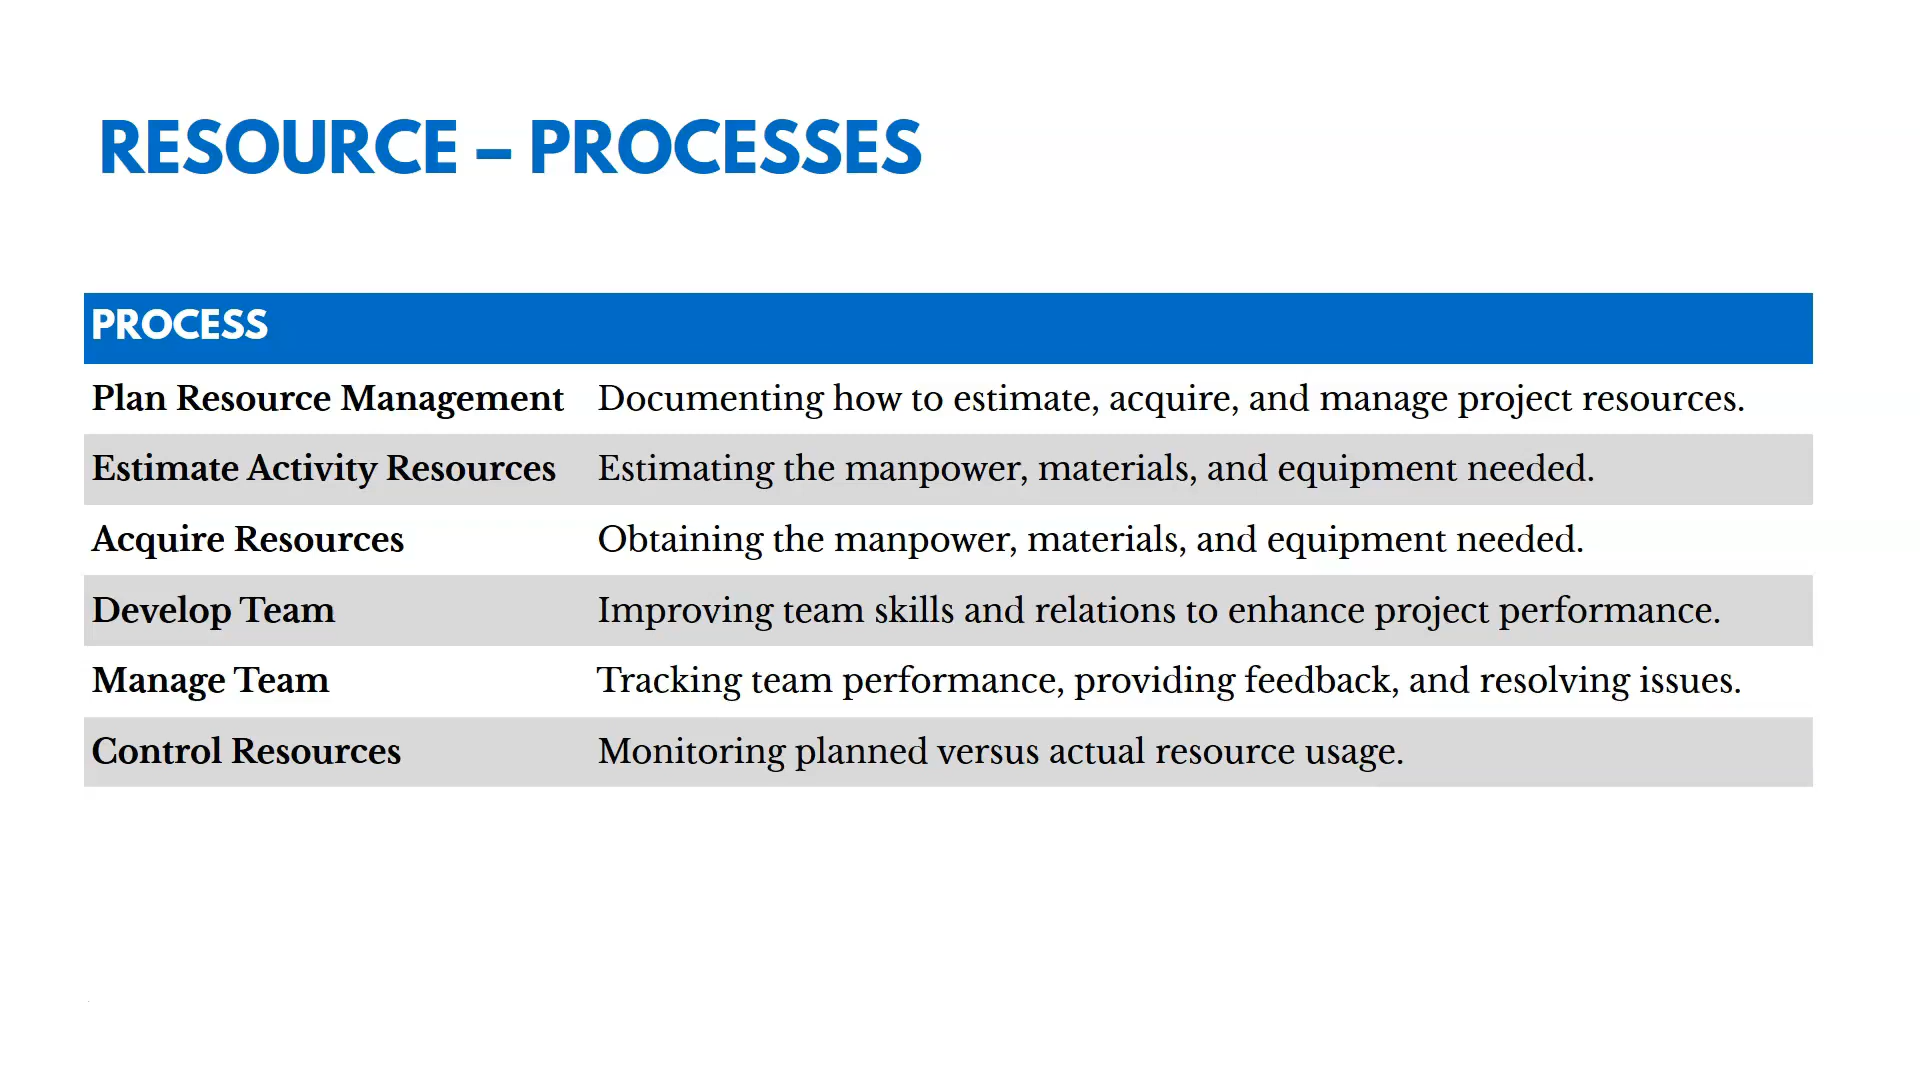 RESOURCE – PROCESSES
PROCESS
Plan Resource Management Documenting how to estimate, acquire, and manage project resources.
Estimate Activity Resources Estimating the manpower, materials, and equipment needed.
Acquire Resources Obtaining the manpower, materials, and equipment needed.
Develop Team Improving team skills and relations to enhance project performance.
Manage Team Tracking team performance, providing feedback, and resolving issues.
Control Resources Monitoring planned versus actual resource usage.